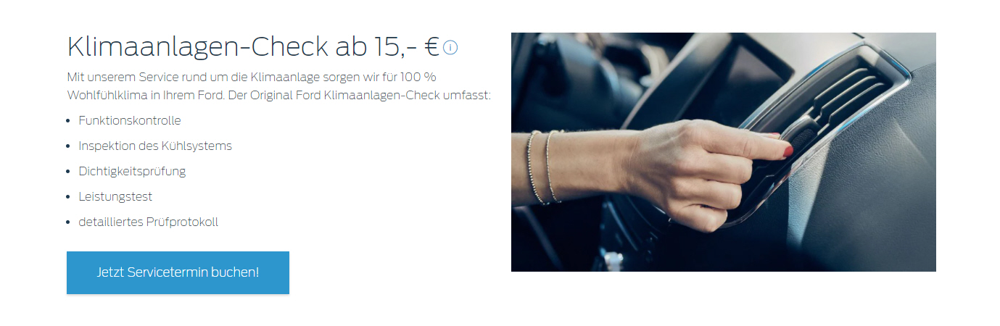 Klimaanlagen-Check ab 15,- € i
Mit unserem Service rund um die Klimaanlage sorgen wir für 100 %
Wohlfühlklima in Ihrem Ford. Der Original Ford Klimaanlagen-Check umfasst:
• Funktionskontrolle
• Inspektion des Kühlsystems
• Dichtigkeitsprüfung
• Leistungstest
• detailliertes Prüfprotokoll
Jetzt Servicetermin buchen!